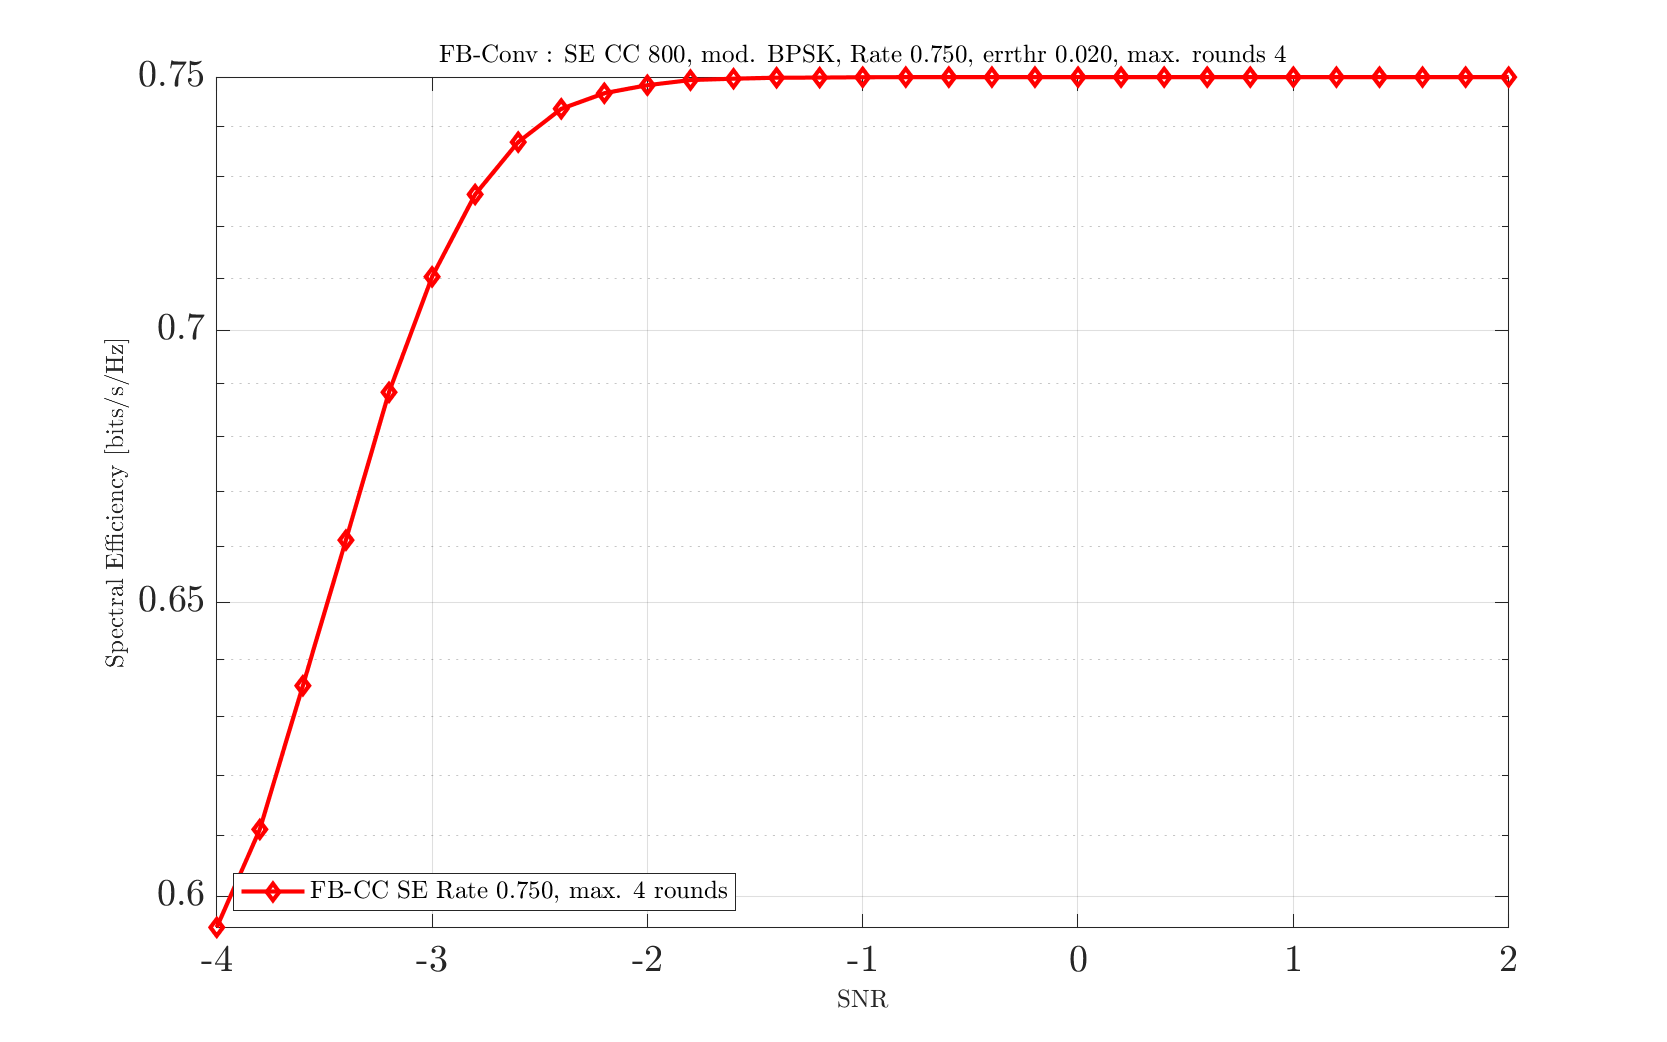 FB-Conv : SE CC 800, mod. BPSK, Rate 0.750, errthr 0.020, max. rounds 4
0.75
0.7
0.65
0.6
Spectral Efficiency [bits/s/Hz]
FB-CC SE Rate 0.750, max. 4 rounds
-4 -3 -2 -1 0 1 2
SNR